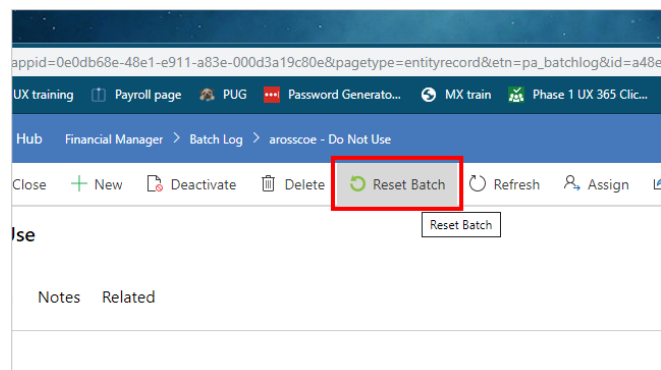 appid=0e0db68e-48e1-e911-a83e-000d3a19c80e&pagetype=entityrecord&etn=pa_batchlog&id=a48e
UX training Payroll page PUG Password Generato... MX train Phase 1 UX 365 Clic...
Hub Financial Manager > Batch Log > arosscoe - Do Not Use
Close New Deactivate Delete Reset Batch Refresh Assign
Reset Batch
Use
Notes Related